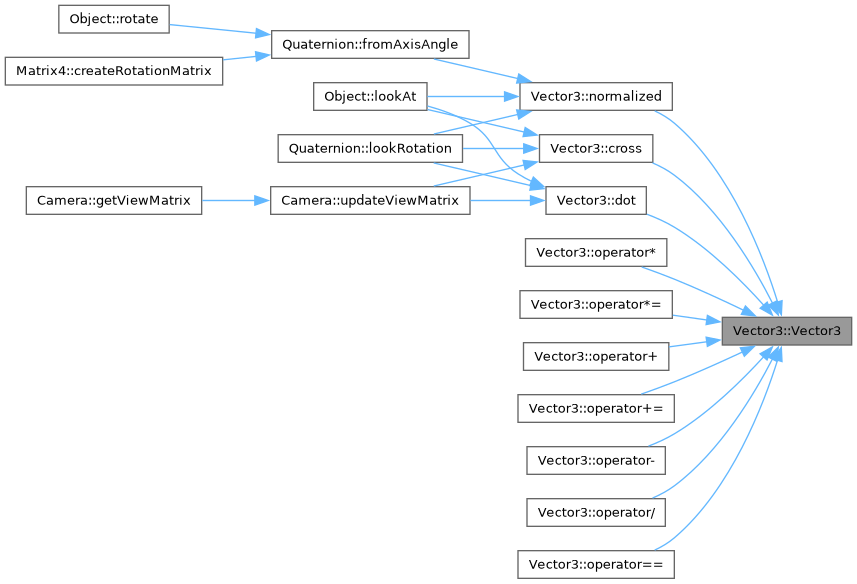 Object::rotate
Quaternion::fromAxisAngle
Matrix4::createRotationMatrix
Object::lookAt
Vector3::normalized
Quaternion::lookRotation
Vector3::cross
Camera::getViewMatrix
Camera::updateViewMatrix
Vector3::dot
Vector3::operator*
Vector3::operator*=
Vector3::Vector3
Vector3::operator+
Vector3::operator+=
Vector3::operator-
Vector3::operator/
Vector3::operator==